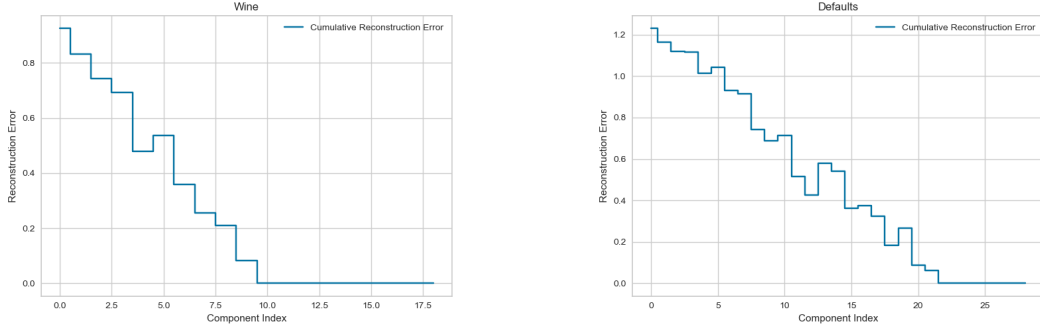 Wine
Cumulative Reconstruction Error
0.8
0.6
0.4
0.2
0.0
Reconstruction Error
0.0 2.5 5.0 7.5 10.0 12.5 15.0 17.5
Component Index
Defaults
Cumulative Reconstruction Error
1.2
1.0
0.8
0.6
0.4
0.2
0.0
Reconstruction Error
0 5 10 15 20 25
Component Index